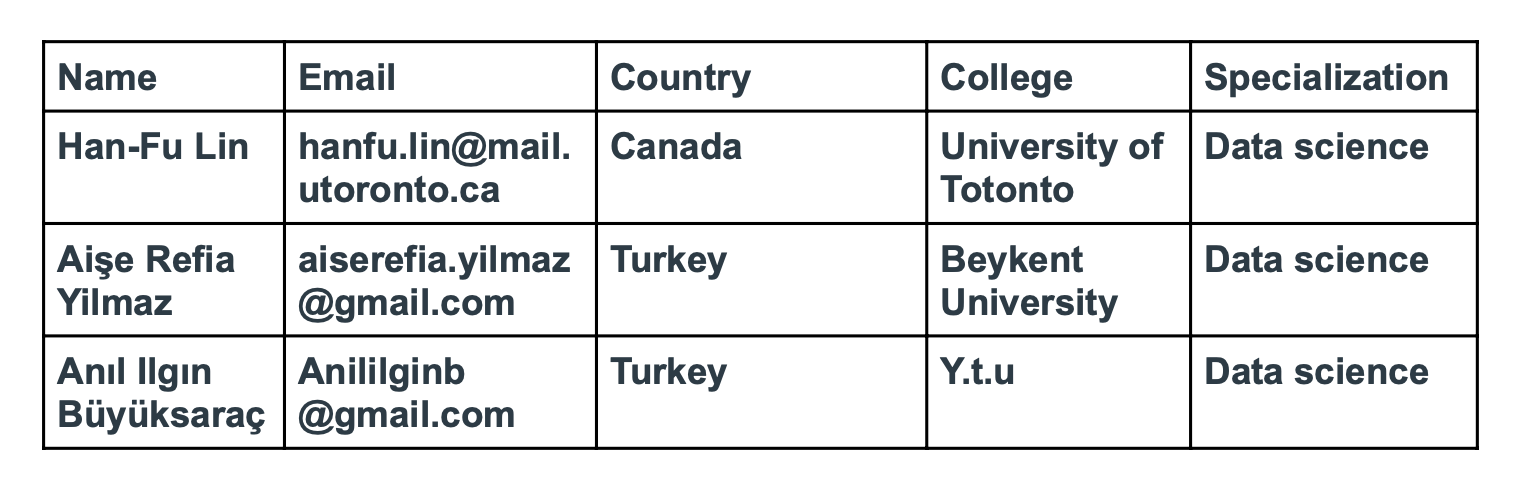 Name Email Country College Specialization
Han-Fu Lin hanfu.lin@mail. Canada University of Data science
utoronto.ca Totonto
Aişe Refia aiserefia.yilmaz Turkey Beykent Data science
Yilmaz @gmail.com University
Anıl Ilgın Anililginb Turkey Y.t.u Data science
Büyüksaraç @gmail.com